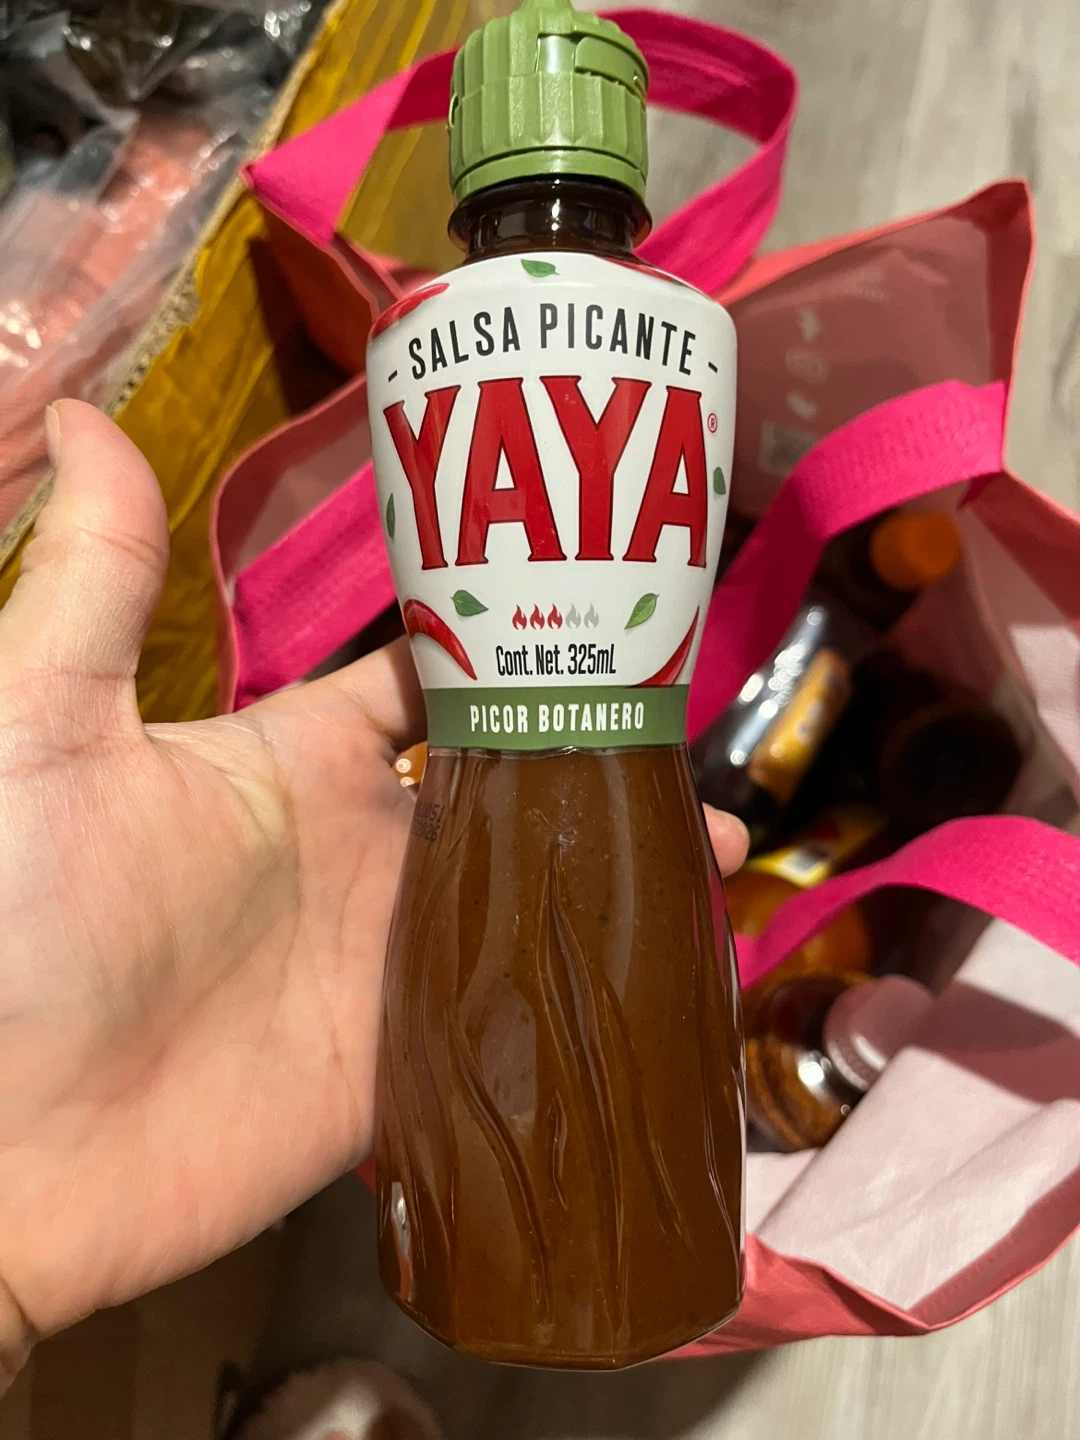 - SALSA PICANTE -
YAYA®
Cont. Net. 325mL
PICOR BOTANERO